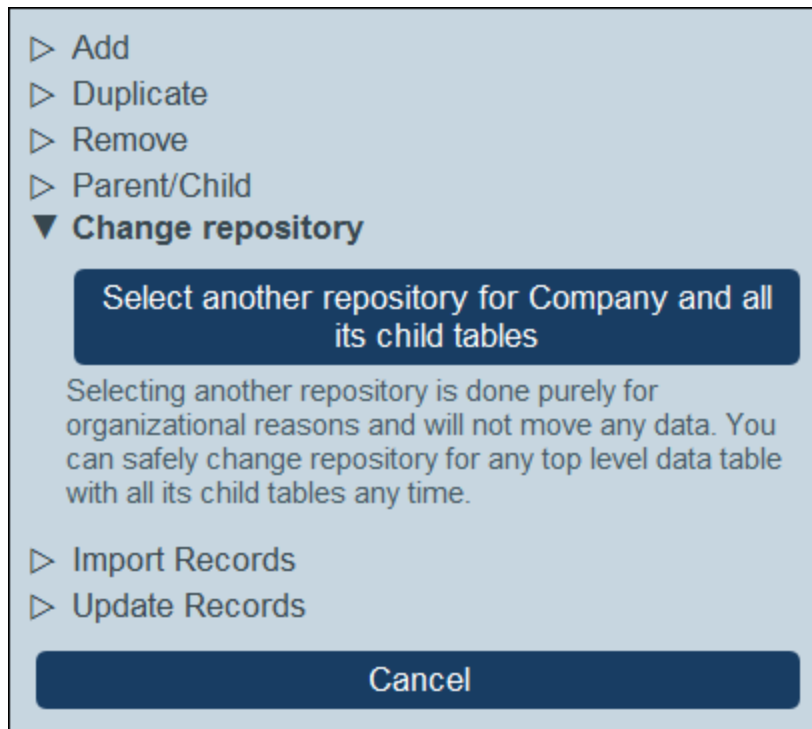 Add
Duplicate
Remove
Parent/Child
Change repository
Select another repository for Company and all
its child tables
Selecting another repository is done purely for
organizational reasons and will not move any data. You
can safely change repository for any top level data table
with all its child tables any time.
Import Records
Update Records
Cancel